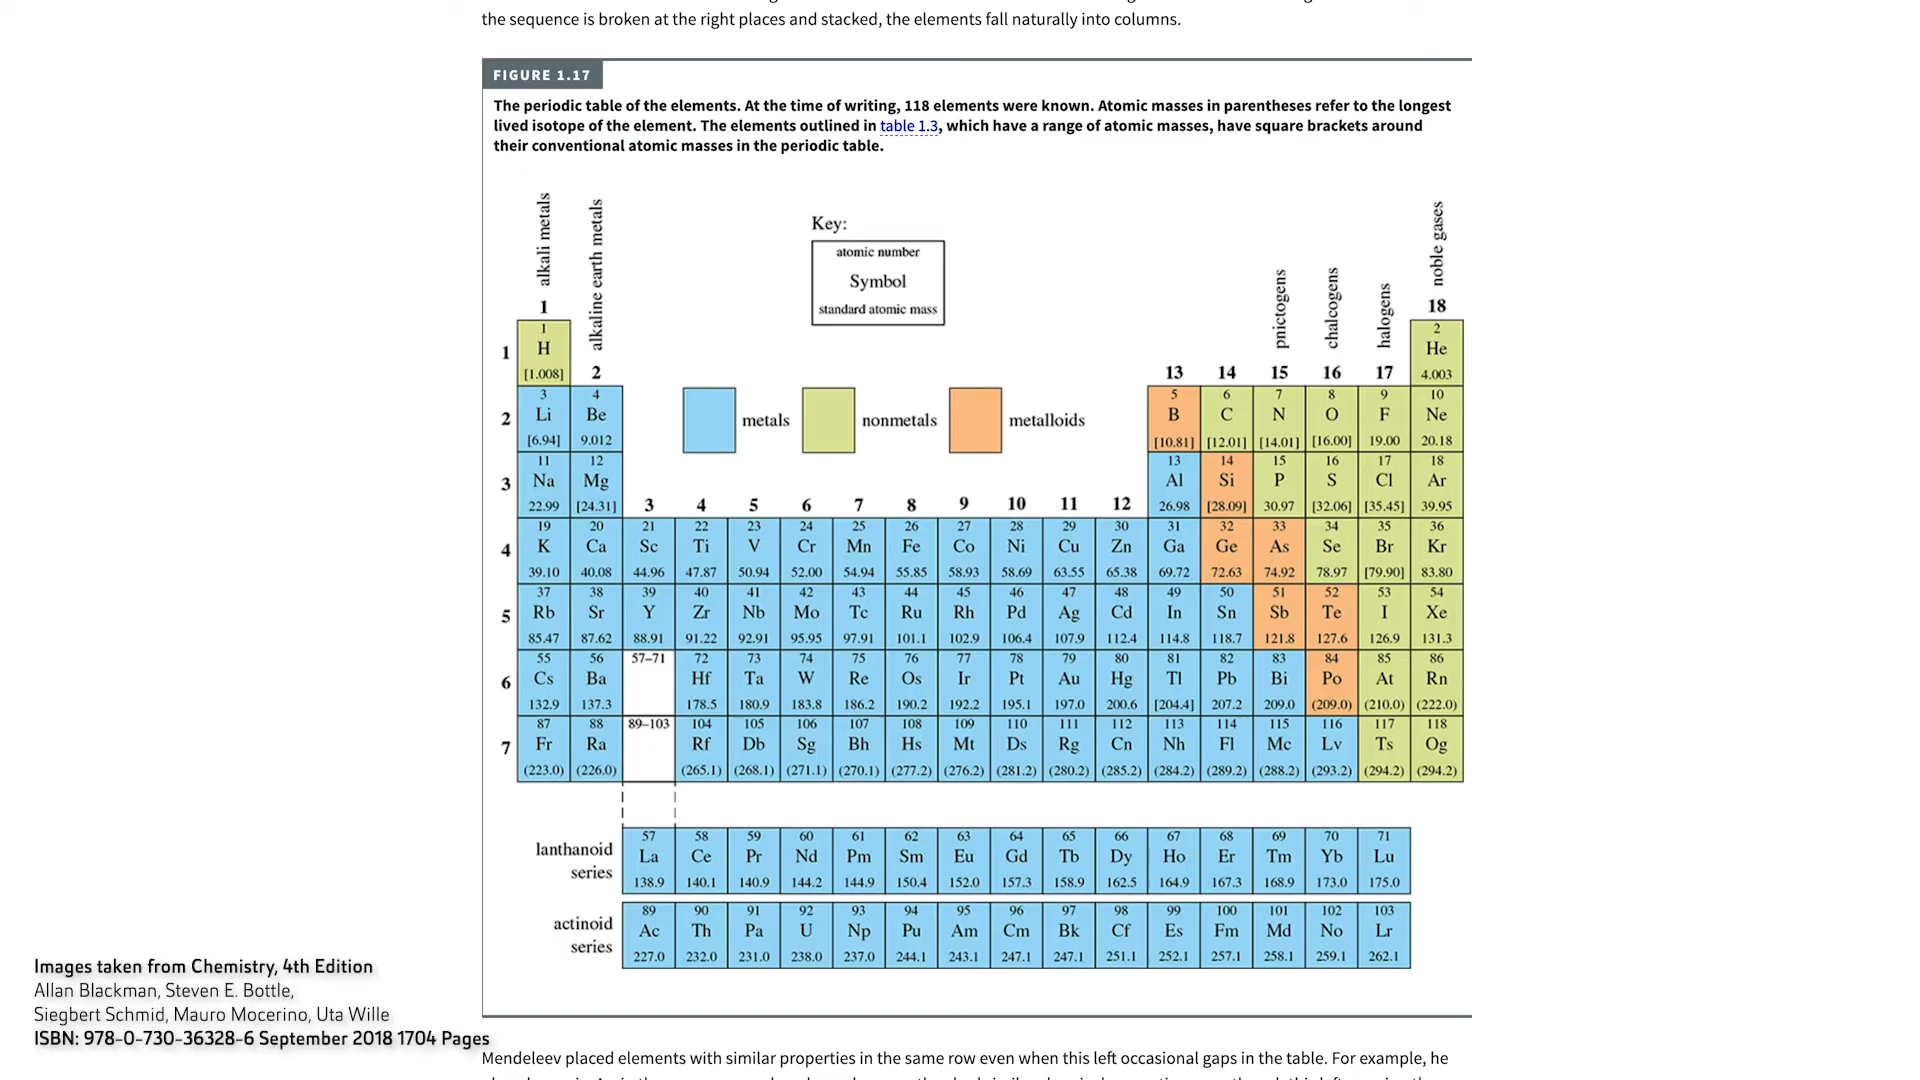 the sequence is broken at the right places and stacked, the elements fall naturally into columns.
FIGURE 1.17
The periodic table of the elements. At the time of writing, 118 elements were known. Atomic masses in parentheses refer to the longest
lived isotope of the element. The elements outlined in table 1.3, which have a range of atomic masses, have square brackets around
their conventional atomic masses in the periodic table.
alkali metals
alkaline earth metals
pnictogens
chalcogens
halogens
noble gases
Key:
atomic number
Symbol
standard atomic mass
1 18
1 2
1 H He
[1.008] 2 13 14 15 16 17 4.003
3 4 5 6 7 8 9 10
2 Li Be metals nonmetals metalloids B C N O F Ne
[6.94] 9.012 [10.81] [12.01] [14.01] [16.00] 19.00 20.18
11 12 13 14 15 16 17 18
3 Na Mg Al Si P S Cl Ar
22.99 [24.31] 3 4 5 6 7 8 9 10 11 12 26.98 [28.09] 30.97 [32.06] [35.45] 39.95
19 20 21 22 23 24 25 26 27 28 29 30 31 32 33 34 35 36
4 K Ca Sc Ti V Cr Mn Fe Co Ni Cu Zn Ga Ge As Se Br Kr
39.10 40.08 44.96 47.87 50.94 52.00 54.94 55.85 58.93 58.69 63.55 65.38 69.72 72.63 74.92 78.97 [79.90] 83.80
37 38 39 40 41 42 43 44 45 46 47 48 49 50 51 52 53 54
5 Rb Sr Y Zr Nb Mo Tc Ru Rh Pd Ag Cd In Sn Sb Te I Xe
85.47 87.62 88.91 91.22 92.91 95.95 97.91 101.1 102.9 106.4 107.9 112.4 114.8 118.7 121.8 127.6 126.9 131.3
55 56 57–71 72 73 74 75 76 77 78 79 80 81 82 83 84 85 86
6 Cs Ba Hf Ta W Re Os Ir Pt Au Hg Tl Pb Bi Po At Rn
132.9 137.3 178.5 180.9 183.8 186.2 190.2 192.2 195.1 197.0 200.6 [204.4] 207.2 209.0 (209.0) (210.0) (222.0)
87 88 89–103 104 105 106 107 108 109 110 111 112 113 114 115 116 117 118
7 Fr Ra Rf Db Sg Bh Hs Mt Ds Rg Cn Nh Fl Mc Lv Ts Og
(223.0) (226.0) (265.1) (268.1) (271.1) (270.1) (277.2) (276.2) (281.2) (280.2) (285.2) (284.2) (289.2) (288.2) (293.2) (294.2) (294.2)
lanthanoid
series
57 58 59 60 61 62 63 64 65 66 67 68 69 70 71
La Ce Pr Nd Pm Sm Eu Gd Tb Dy Ho Er Tm Yb Lu
138.9 140.1 140.9 144.2 144.9 150.4 152.0 157.3 158.9 162.5 164.9 167.3 168.9 173.0 175.0
actinoid
series
89 90 91 92 93 94 95 96 97 98 99 100 101 102 103
Ac Th Pa U Np Pu Am Cm Bk Cf Es Fm Md No Lr
227.0 232.0 231.0 238.0 237.0 244.1 243.1 247.1 247.1 251.1 252.1 257.1 258.1 259.1 262.1
Images taken from Chemistry, 4th Edition
Allan Blackman, Steven E. Bottle,
Siegbert Schmid, Mauro Mocerino, Uta Wille
ISBN: 978-0-730-36328-6 September 2018 1704 Pages
Mendeleev placed elements with similar properties in the same row even when this left occasional gaps in the table. For example, he